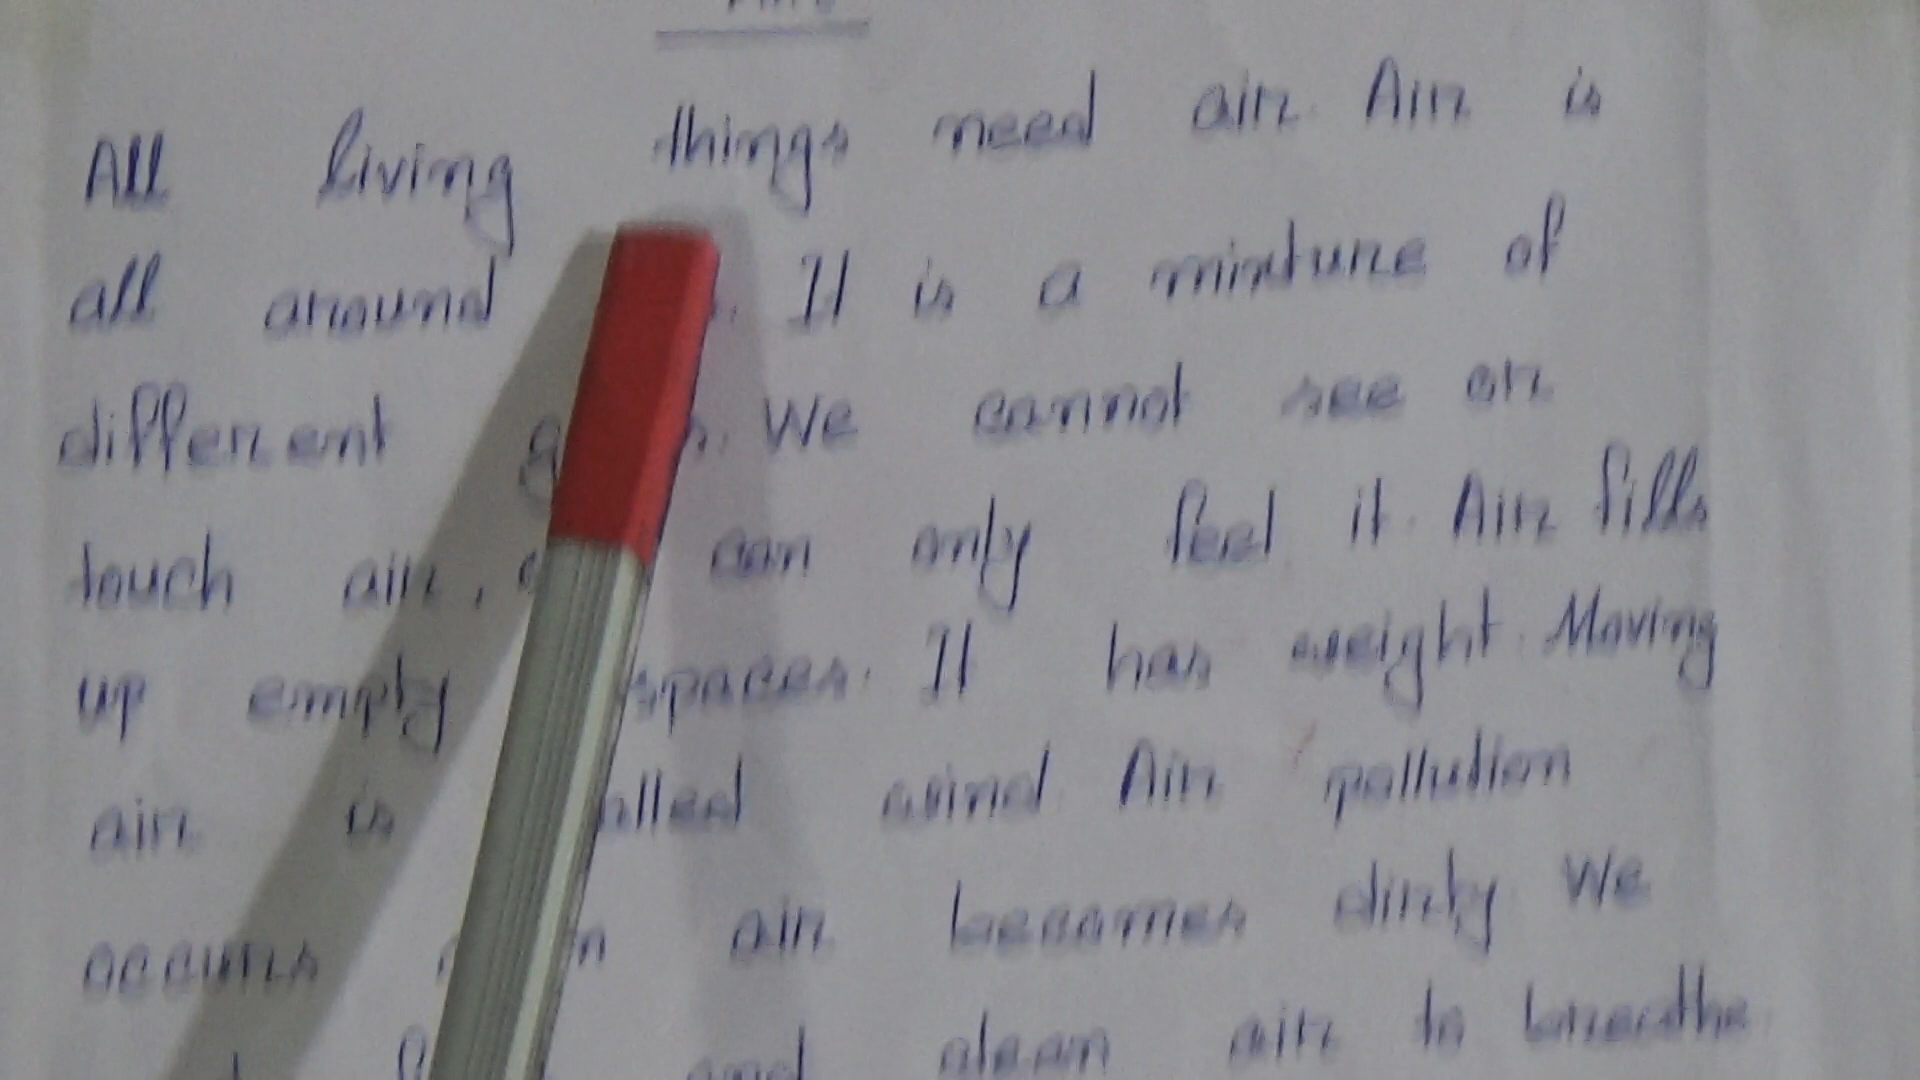 All living things need air. Air is
all around . It is a mixture of
different . We cannot see or
touch air, can only feel it. Air fills
up empty spaces. It has weight. Moving
air is wind. Air pollution
occurs air becomes dirty. We
and clean air to breathe